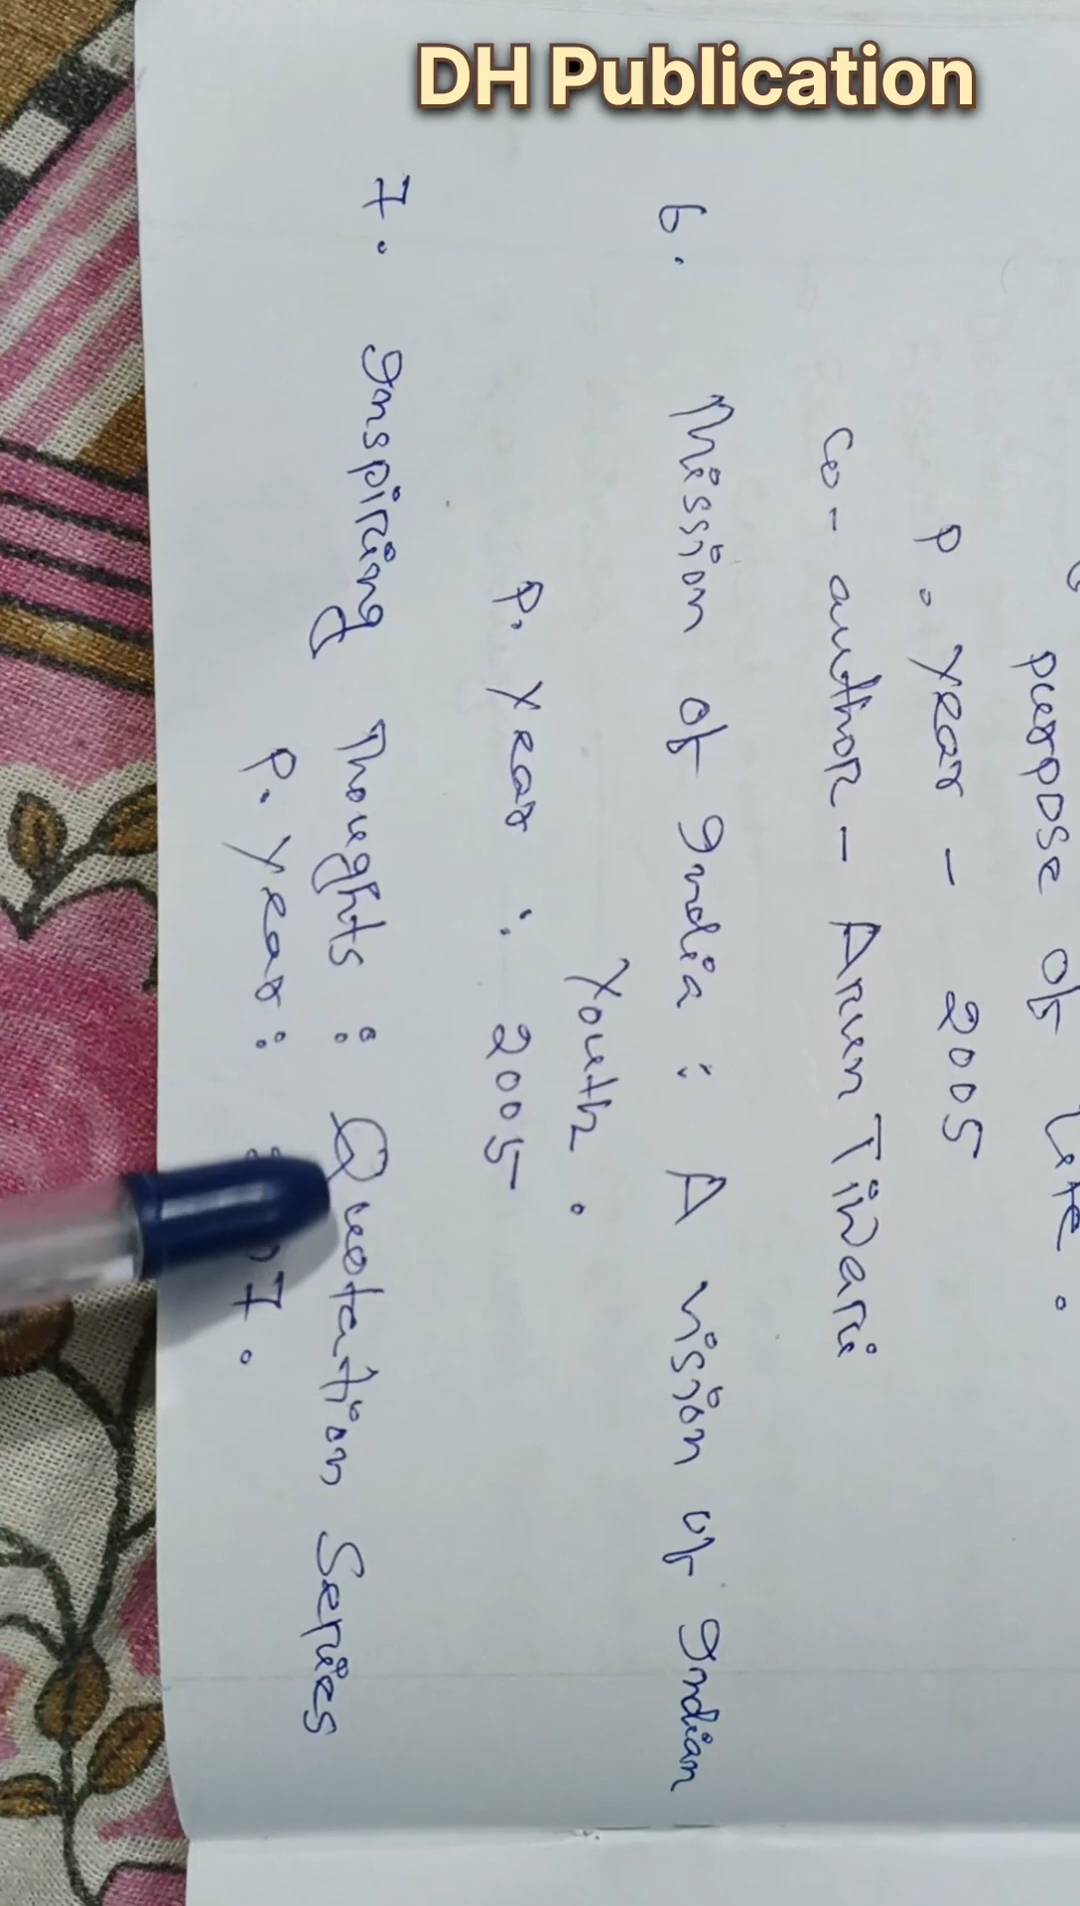 DH Publication
purpose of life.
P. Year - 2005
Co-author - Arun Tiwari
6. Mission of India : A vision of Indian
Youth.
P. Year : 2005
7. Inspiring Thoughts : Quotation Series
P. Year :